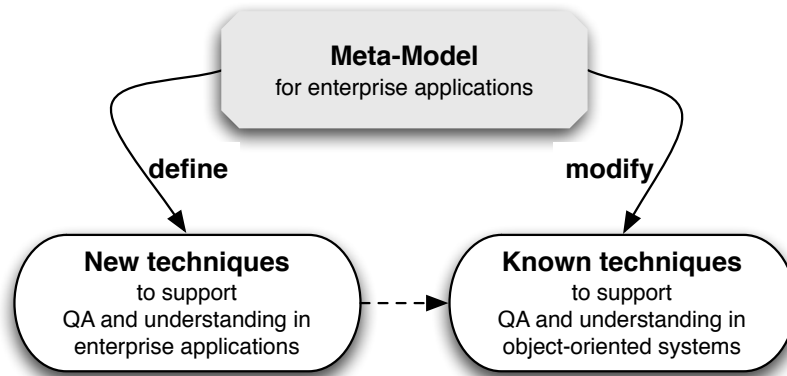 Meta-Model
for enterprise applications
define
modify
New techniques
to support
QA and understanding in
enterprise applications
Known techniques
to support
QA and understanding in
object-oriented systems